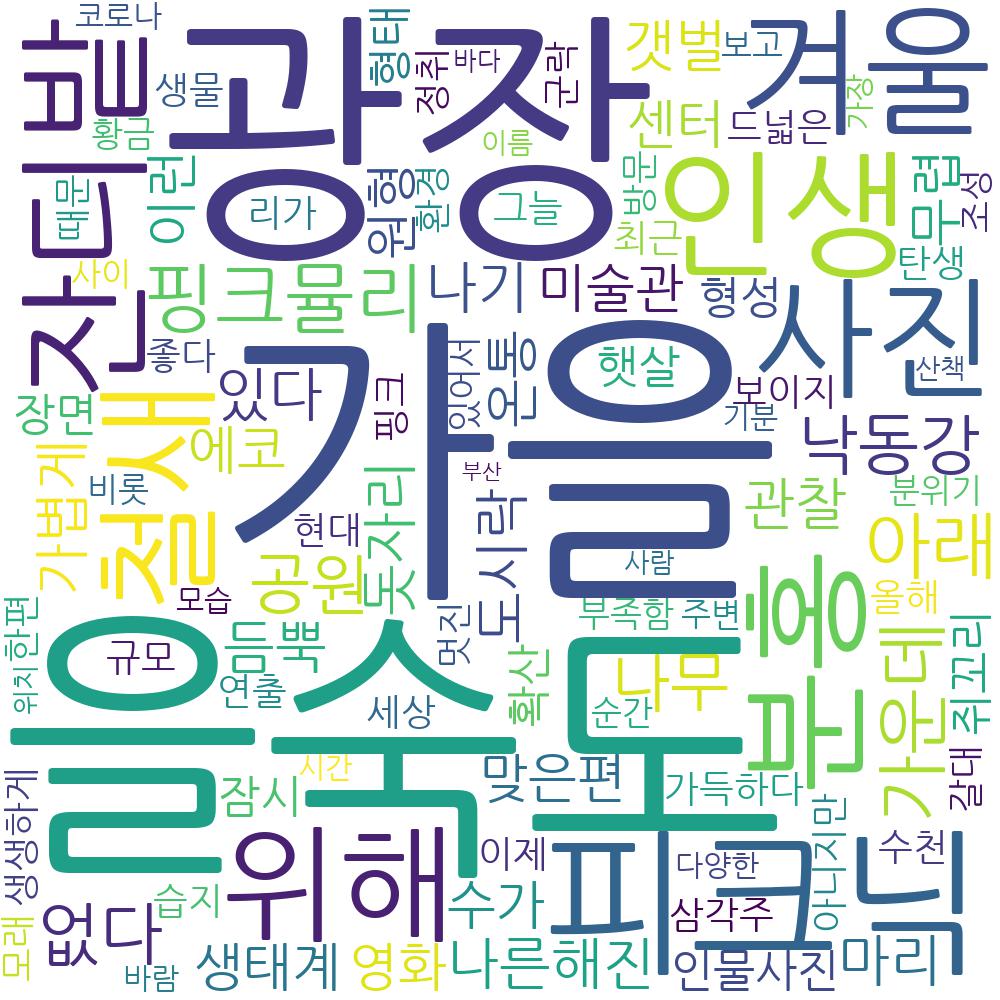 코로나
광장
겨울
잔디밭
생물
황금
때문
이런
형태
정취
바다
군락
이름
갯벌
보고
센터
드넓은
가장
인생
무렵
조성
방문
최근
탄생
리가
그늘
원형
환경
사이
핑크뮬리
나기
미술관
형성
사진
산책
좋다
있다
장면
철새
에코
가볍게
비롯
가을
핑크
있어서
온통
햇살
보이지
기분
낙동강
관찰
분위기
아래
올해
현대
돗자리
부산
도시락
사람
공원
모습
을숙도
한편
위치
규모
듬뿍
연출
세상
멋진
확산
부족함
주변
순간
나무
분홍
가운데
쥐꼬리
갈대
시간
잠시
맞은편
가득하다
생생하게
습지
모래
없다
바람
위해
생태계
영화
이제
수가
나른해진
피크닉
다양한
삼각주
인물사진
아니지만
수천
마리